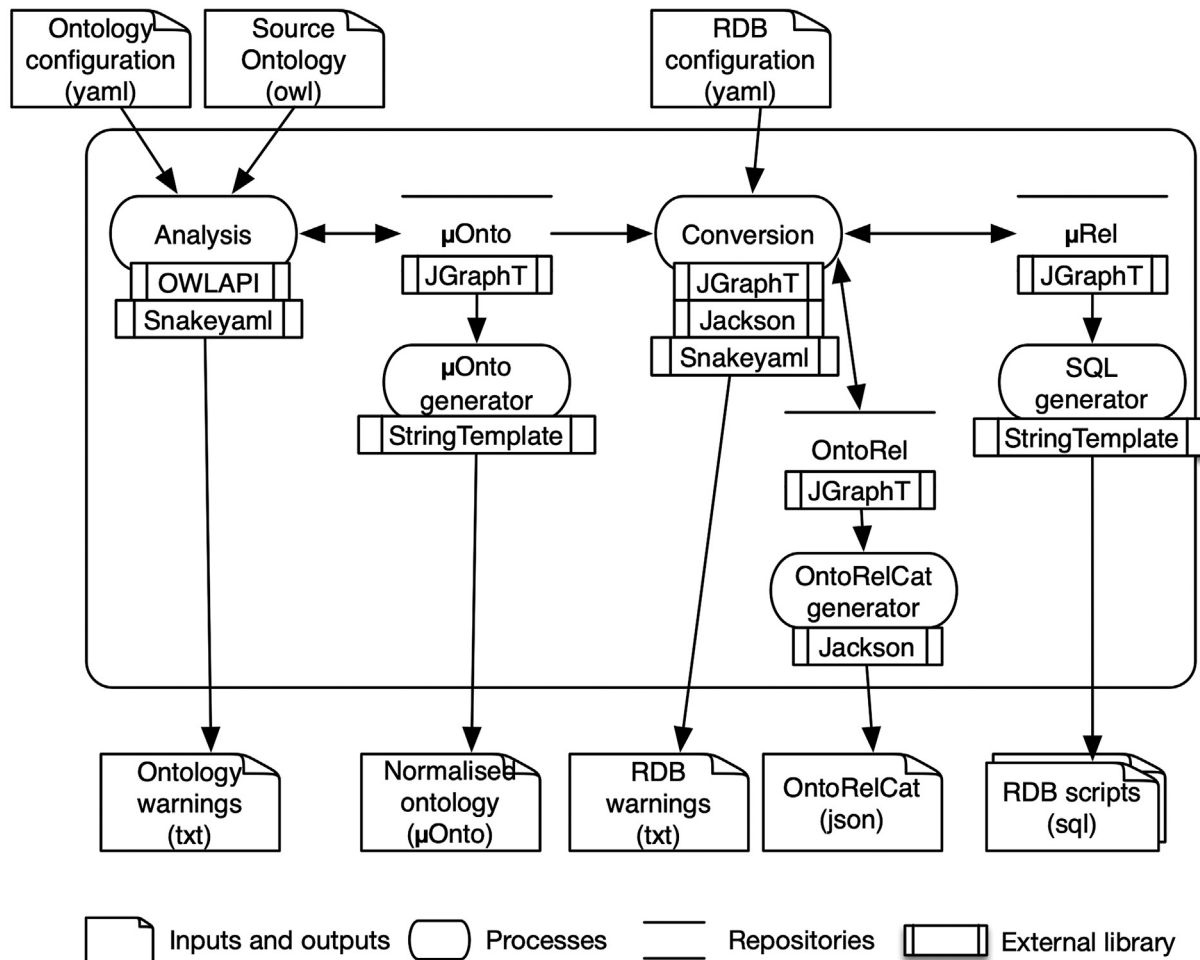 Ontology
configuration
(yaml)
Source
Ontology
(owl)
RDB
configuration
(yaml)
Analysis
OWLAPI
Snakeyaml
µOnto
JGraphT
µOnto
generator
StringTemplate
Conversion
JGraphT
Jackson
Snakeyaml
µRel
JGraphT
SQL
generator
StringTemplate
OntoRel
JGraphT
OntoRelCat
generator
Jackson
Ontology
warnings
(txt)
Normalised
ontology
(µOnto)
RDB
warnings
(txt)
OntoRelCat
(json)
RDB scripts
(sql)
Inputs and outputs
Processes
Repositories
External library